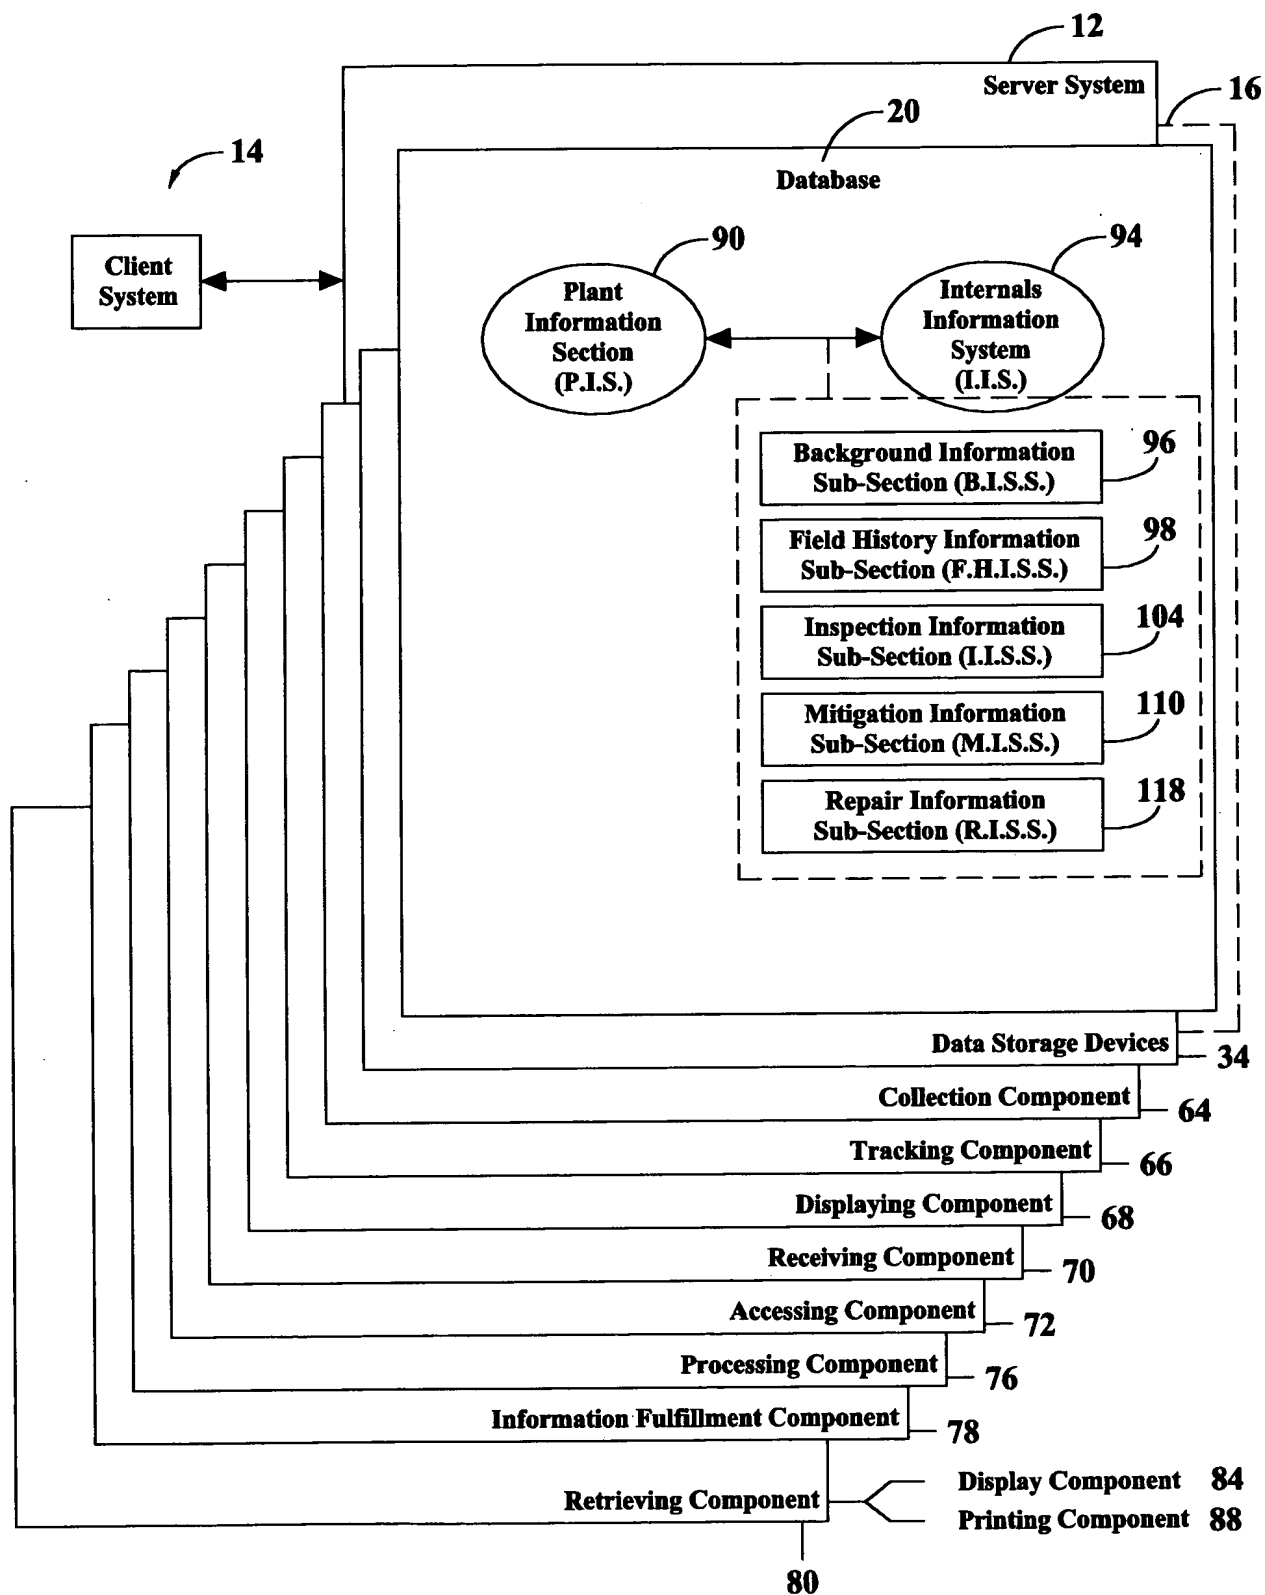 12
Server System
16
20
14
Database
90
94
Client
System
Plant
Information
Section
(P.I.S.)
Internals
Information
System
(I.I.S.)
Background Information
Sub-Section (B.I.S.S.)
96
Field History Information
Sub-Section (F.H.I.S.S.)
98
Inspection Information
Sub-Section (I.I.S.S.)
104
Mitigation Information
Sub-Section (M.I.S.S.)
110
Repair Information
Sub-Section (R.I.S.S.)
118
Data Storage Devices
34
Collection Component
64
Tracking Component
66
Displaying Component
68
Receiving Component
70
Accessing Component
72
Processing Component
76
Information Fulfillment Component
78
Retrieving Component
80
Display Component 84
Printing Component 88